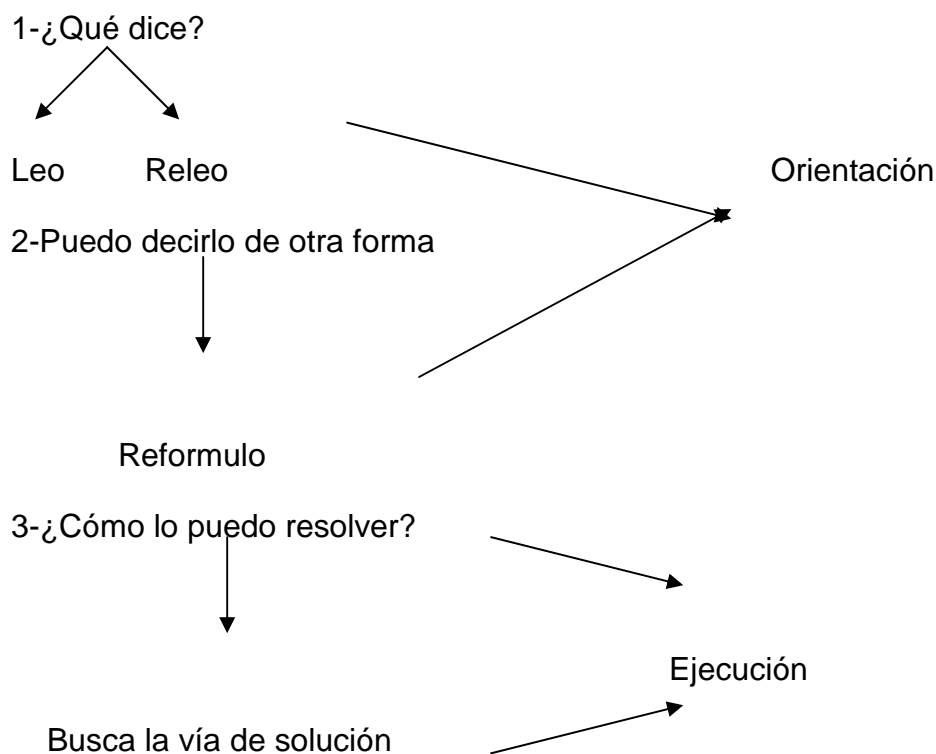 1-¿Qué dice?
Leo Releo Orientación
2-Puedo decirlo de otra forma
Reformulo
3-¿Cómo lo puedo resolver?
Ejecución
Busca la vía de solución